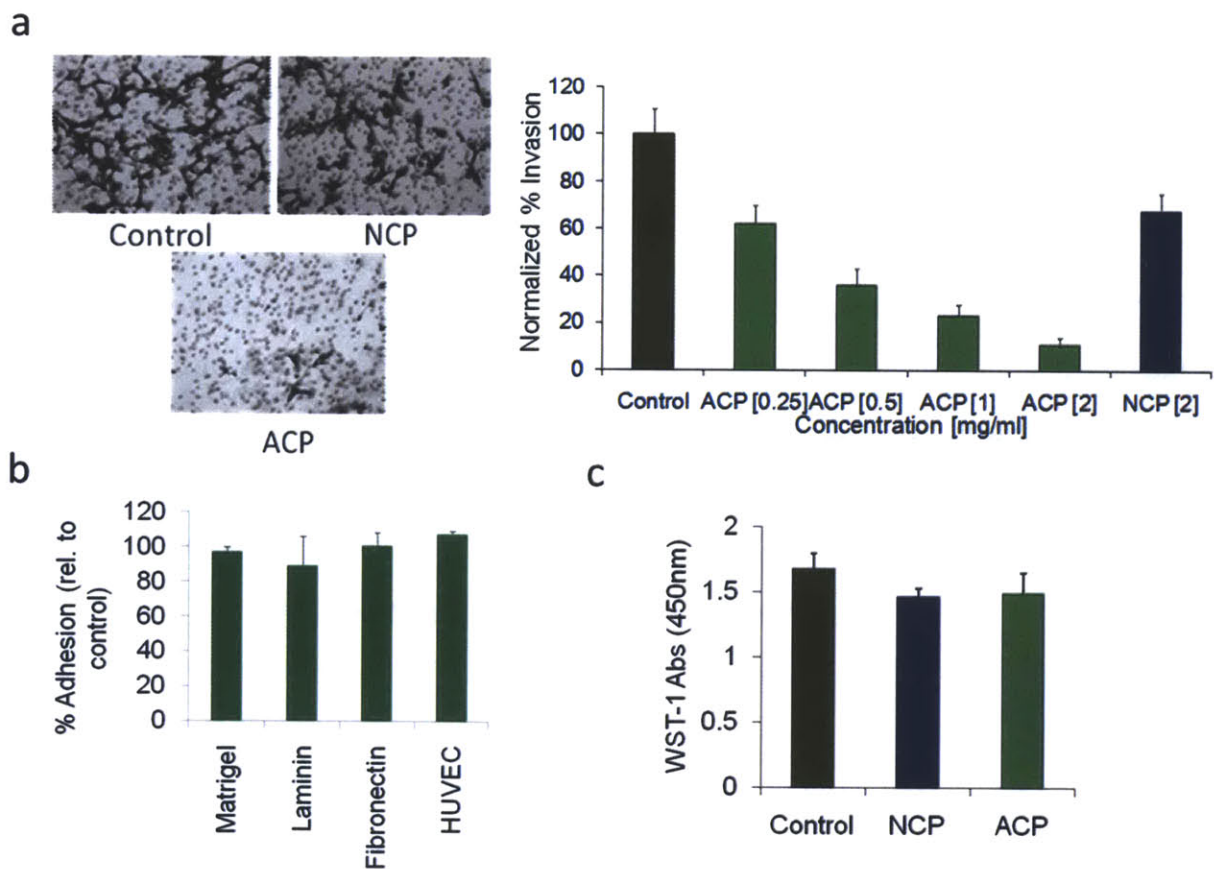 a
Control
NCP
ACP
Normalized % Invasion
120
100
80
60
40
20
0
Control ACP [0.25] ACP [0.5] ACP [1] ACP [2] NCP [2]
Concentration [mg/ml]
b
% Adhesion (rel. to
control)
120
100
80
60
40
20
0
Matrigel
Laminin
Fibronectin
HUVEC
c
WST-1 Abs (450nm)
2
1.5
1
0.5
0
Control NCP ACP